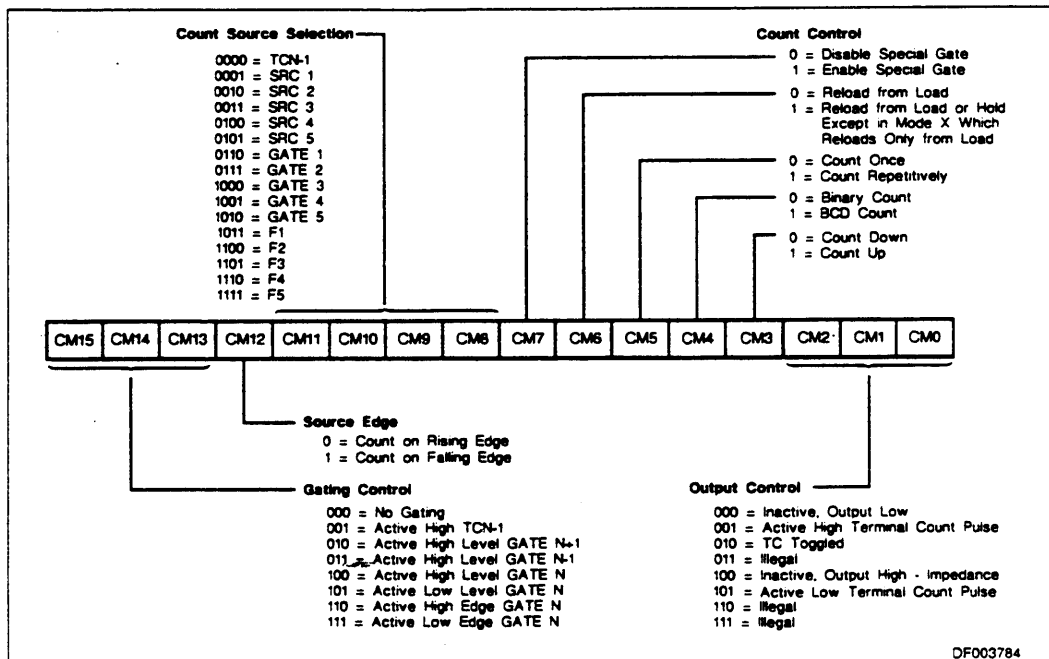 Count Source Selection
0000 = TCN-1
0001 = SRC 1
0010 = SRC 2
0011 = SRC 3
0100 = SRC 4
0101 = SRC 5
0110 = GATE 1
0111 = GATE 2
1000 = GATE 3
1001 = GATE 4
1010 = GATE 5
1011 = F1
1100 = F2
1101 = F3
1110 = F4
1111 = F5
Count Control
0 = Disable Special Gate
1 = Enable Special Gate
0 = Reload from Load
1 = Reload from Load or Hold
Except in Mode X Which
Reloads Only from Load
0 = Count Once
1 = Count Repetitively
0 = Binary Count
1 = BCD Count
0 = Count Down
1 = Count Up
CM15 CM14 CM13 CM12 CM11 CM10 CM9 CM8 CM7 CM6 CM5 CM4 CM3 CM2 CM1 CM0
Source Edge
0 = Count on Rising Edge
1 = Count on Falling Edge
Gating Control
000 = No Gating
001 = Active High TCN-1
010 = Active High Level GATE N+1
011 = Active High Level GATE N-1
100 = Active High Level GATE N
101 = Active Low Level GATE N
110 = Active High Edge GATE N
111 = Active Low Edge GATE N
Output Control
000 = Inactive, Output Low
001 = Active High Terminal Count Pulse
010 = TC Toggled
011 = Illegal
100 = Inactive, Output High - Impedance
101 = Active Low Terminal Count Pulse
110 = Illegal
111 = Illegal
DF003784